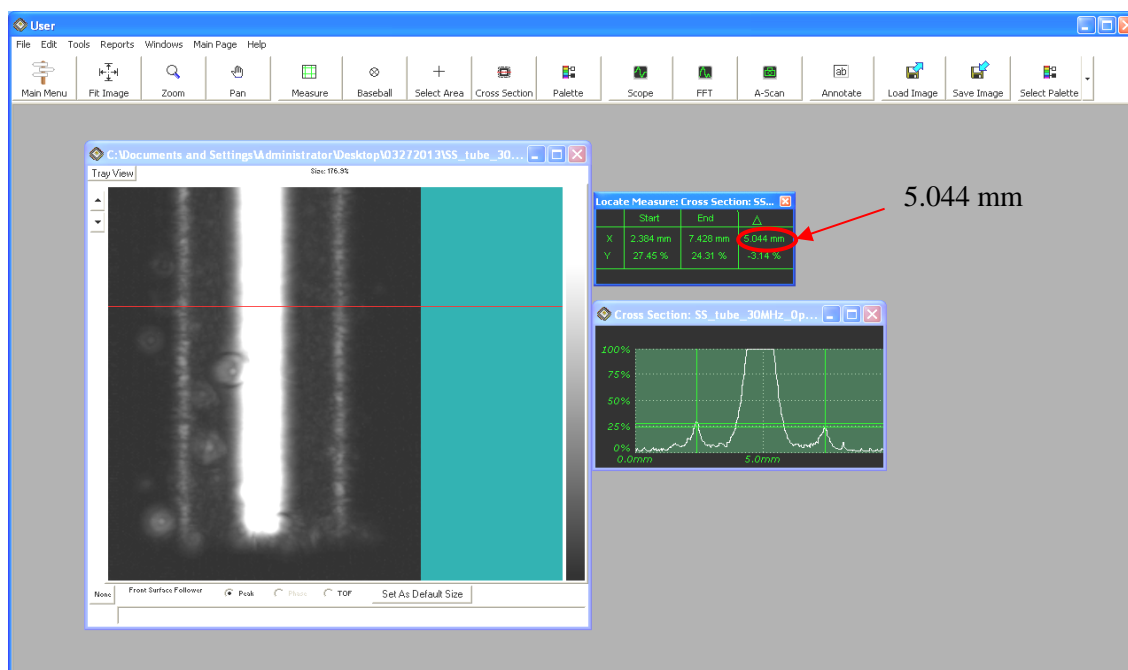 User
File Edit Tools Reports Windows Main Page Help
Main Menu Fit Image Zoom Pan Measure Baseball Select Area Cross Section Palette Scope FFT A-Scan Annotate Load Image Save Image Select Palette
C:\Documents and Settings\Administrator\Desktop\03272013\SS_tube_30...
Tray View Size: 176.9%
Locate Measure: Cross Section: SS...
Start End △
X 2.384 mm 7.428 mm 5.044 mm
Y 27.45 % 24.31 % -3.14 %
5.044 mm
Cross Section: SS_tube_30MHz_0p...
100%
75%
50%
25%
0%
0.0mm 5.0mm
None Front Surface Follower Peak Phase TOF Set As Default Size